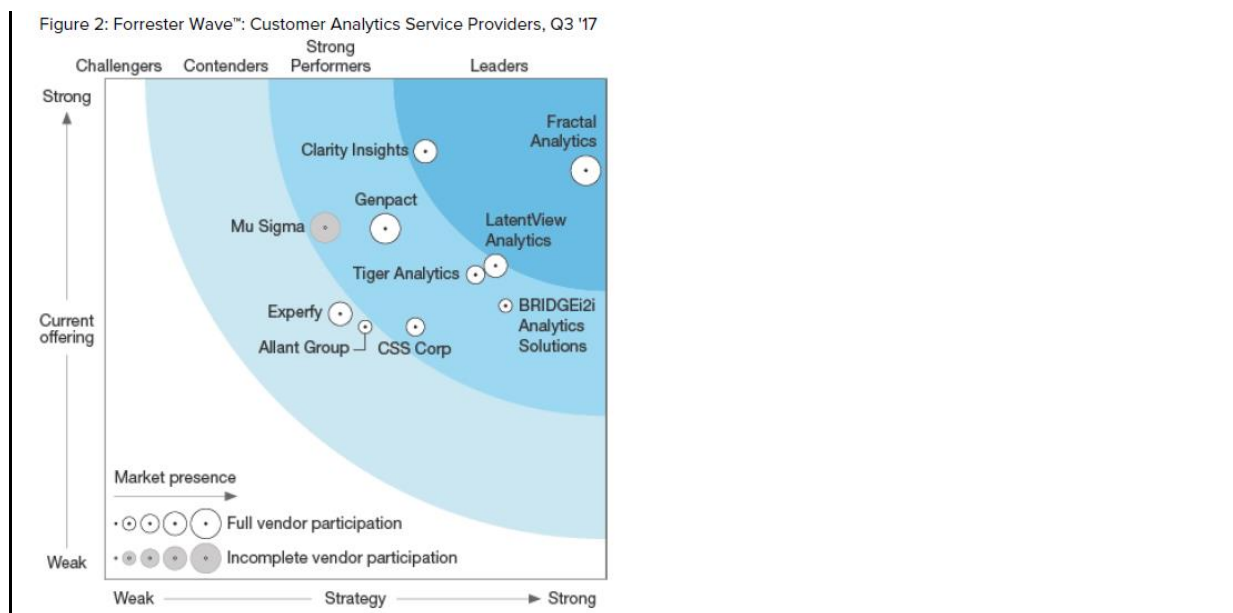 Figure 2: Forrester Wave™: Customer Analytics Service Providers, Q3 '17
Challengers
Contenders
Strong
Performers
Leaders
Strong
Fractal
Analytics
Clarity Insights
Genpact
Mu Sigma
LatentView
Analytics
Tiger Analytics
Experfy
BRIDGEi2i
Analytics
Solutions
Allant Group
CSS Corp
Current
offering
Market presence
Full vendor participation
Incomplete vendor participation
Weak
Weak
Strategy
Strong